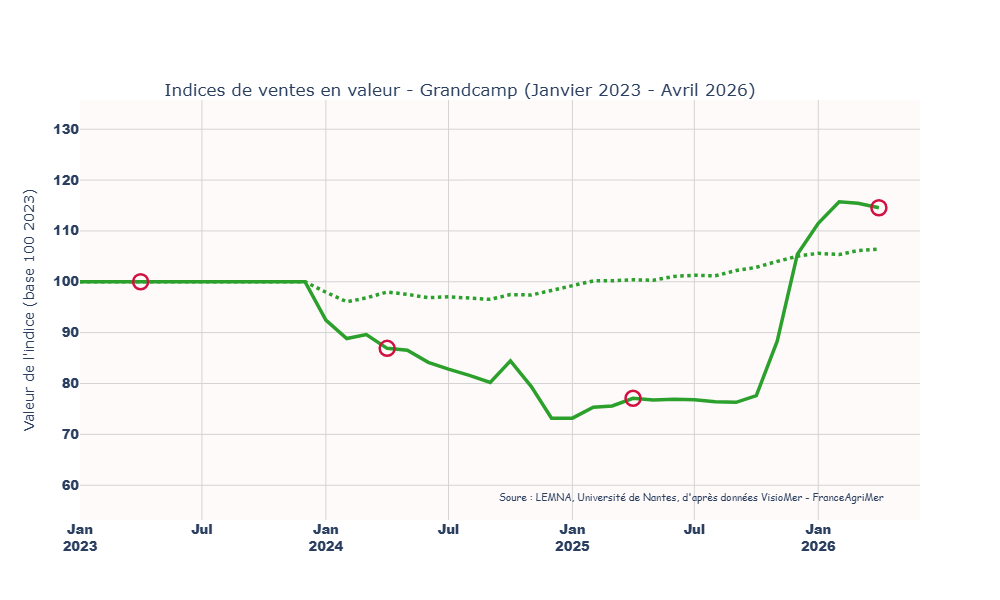 Indices de ventes en valeur - Grandcamp (Janvier 2023 - Avril 2026)
Valeur de l'indice (base 100 2023)
130
120
110
100
90
80
70
60
Soure : LEMNA, Université de Nantes, d'après données VisioMer - FranceAgriMer
Jan Jul Jan Jul Jan Jul Jan
2023 2024 2025 2026